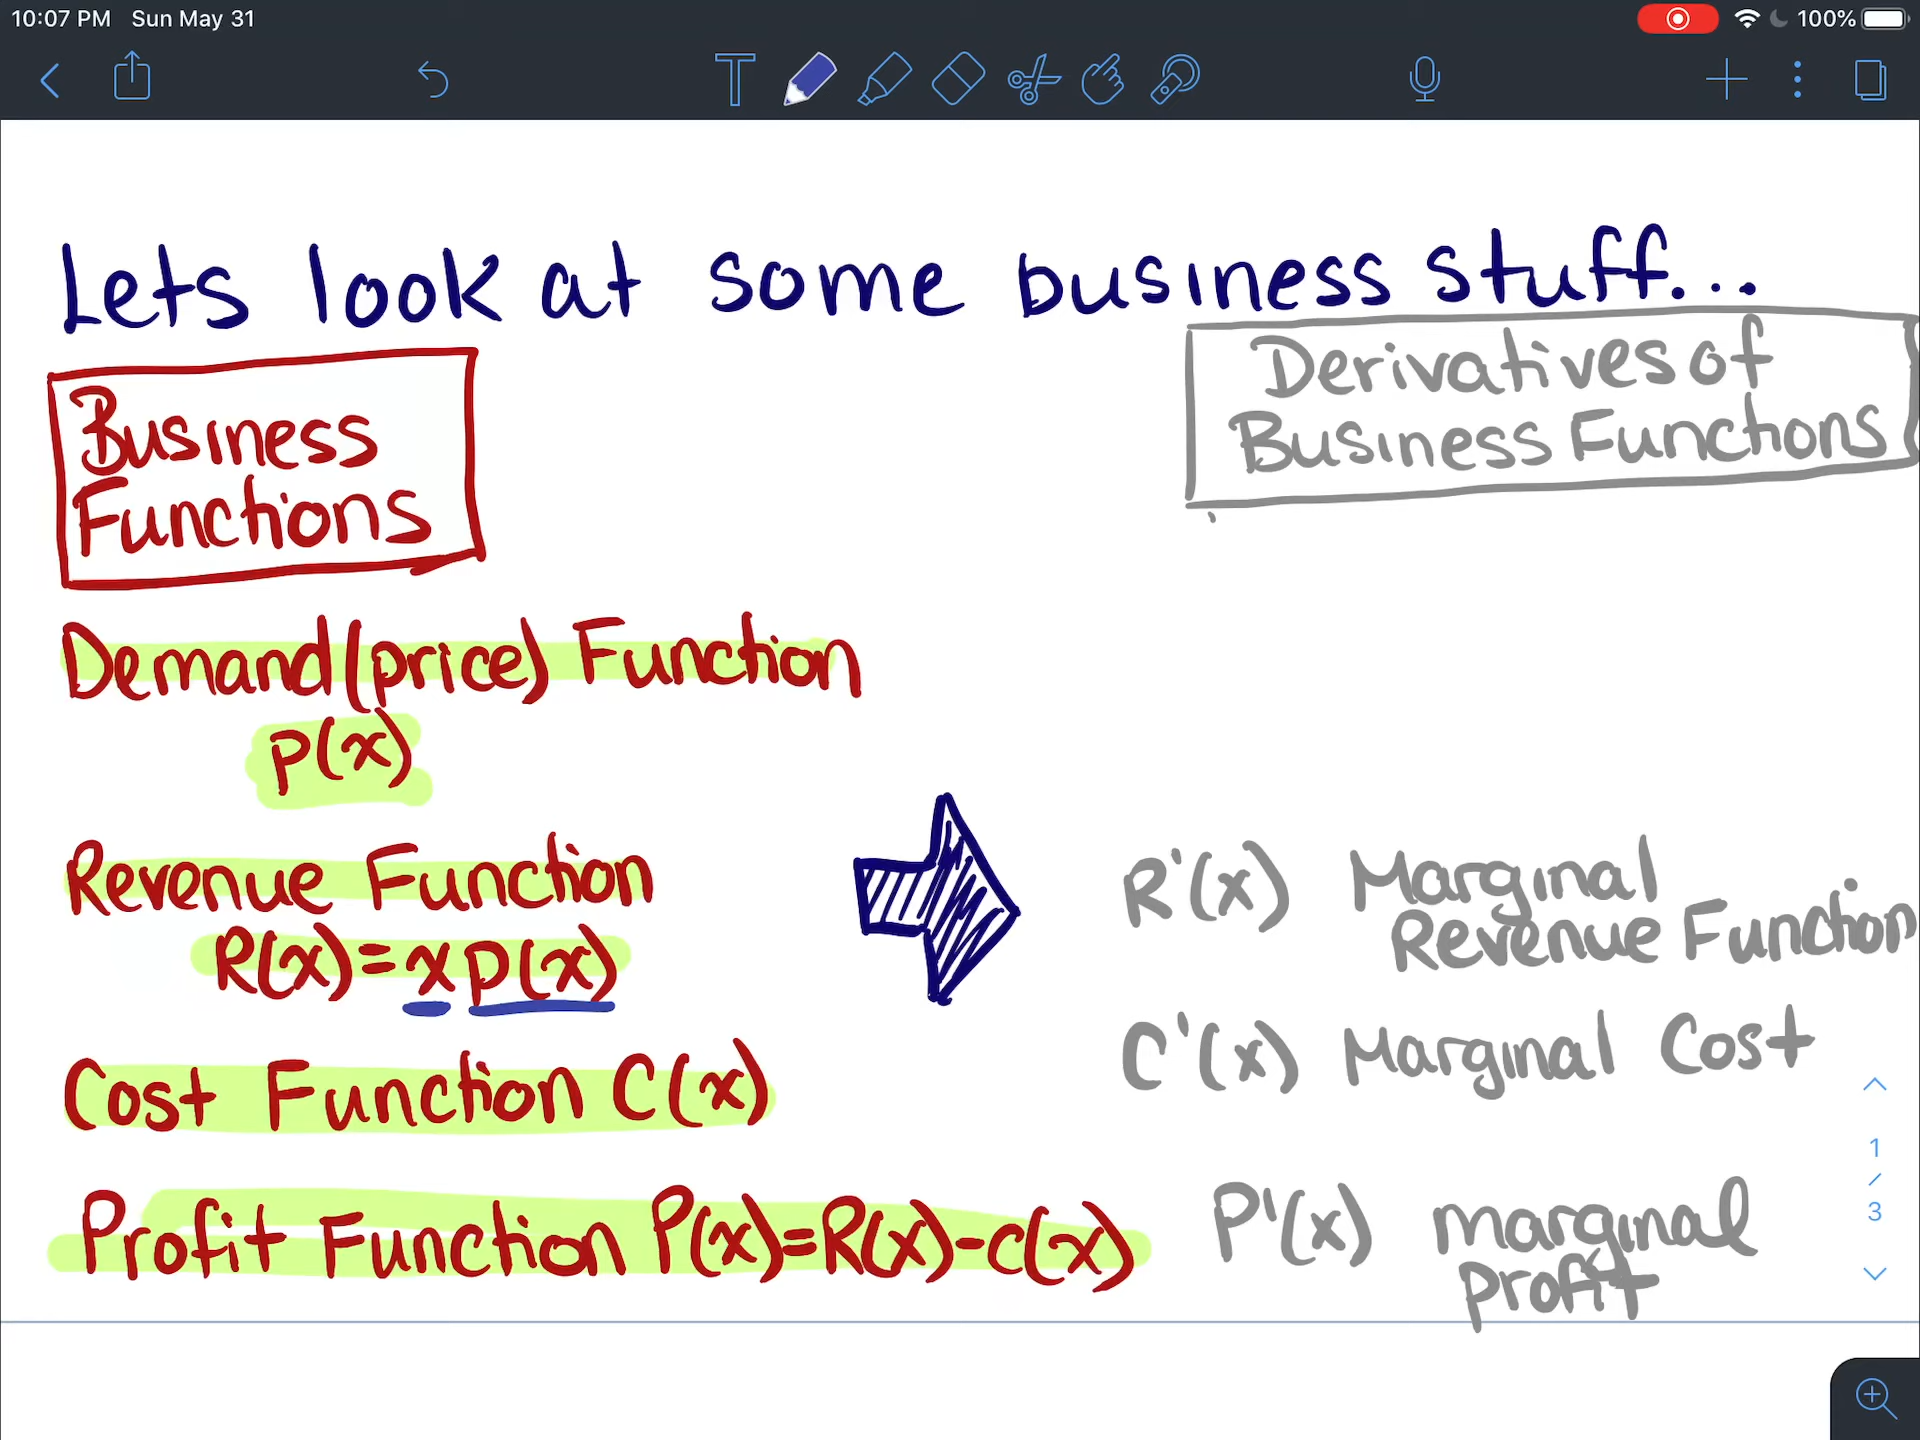 10:07 PM Sun May 31
100%
Lets look at some business stuff...
Business
Functions
Derivatives of
Business Functions
Demand (price) Function
p(x)
Revenue Function
R(x)=x p(x)
Cost Function C(x)
Profit Function P(x)=R(x)-C(x)
R'(x) Marginal
Revenue Function
C'(x) Marginal Cost
P'(x) marginal
profit
1
/
3